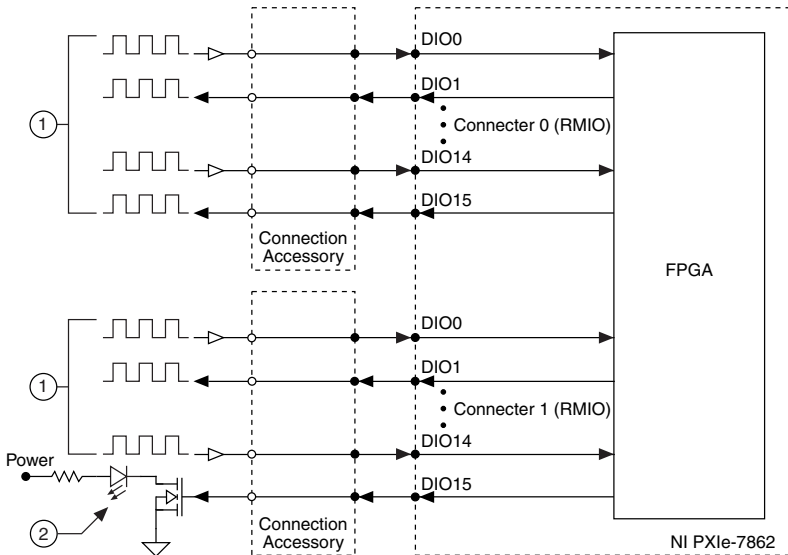 DIO0
DIO1
1
Connecter 0 (RMIO)
DIO14
DIO15
Connection
Accessory
FPGA
DIO0
DIO1
1
Connecter 1 (RMIO)
DIO14
Power
DIO15
2
Connection
Accessory
NI PXIe-7862